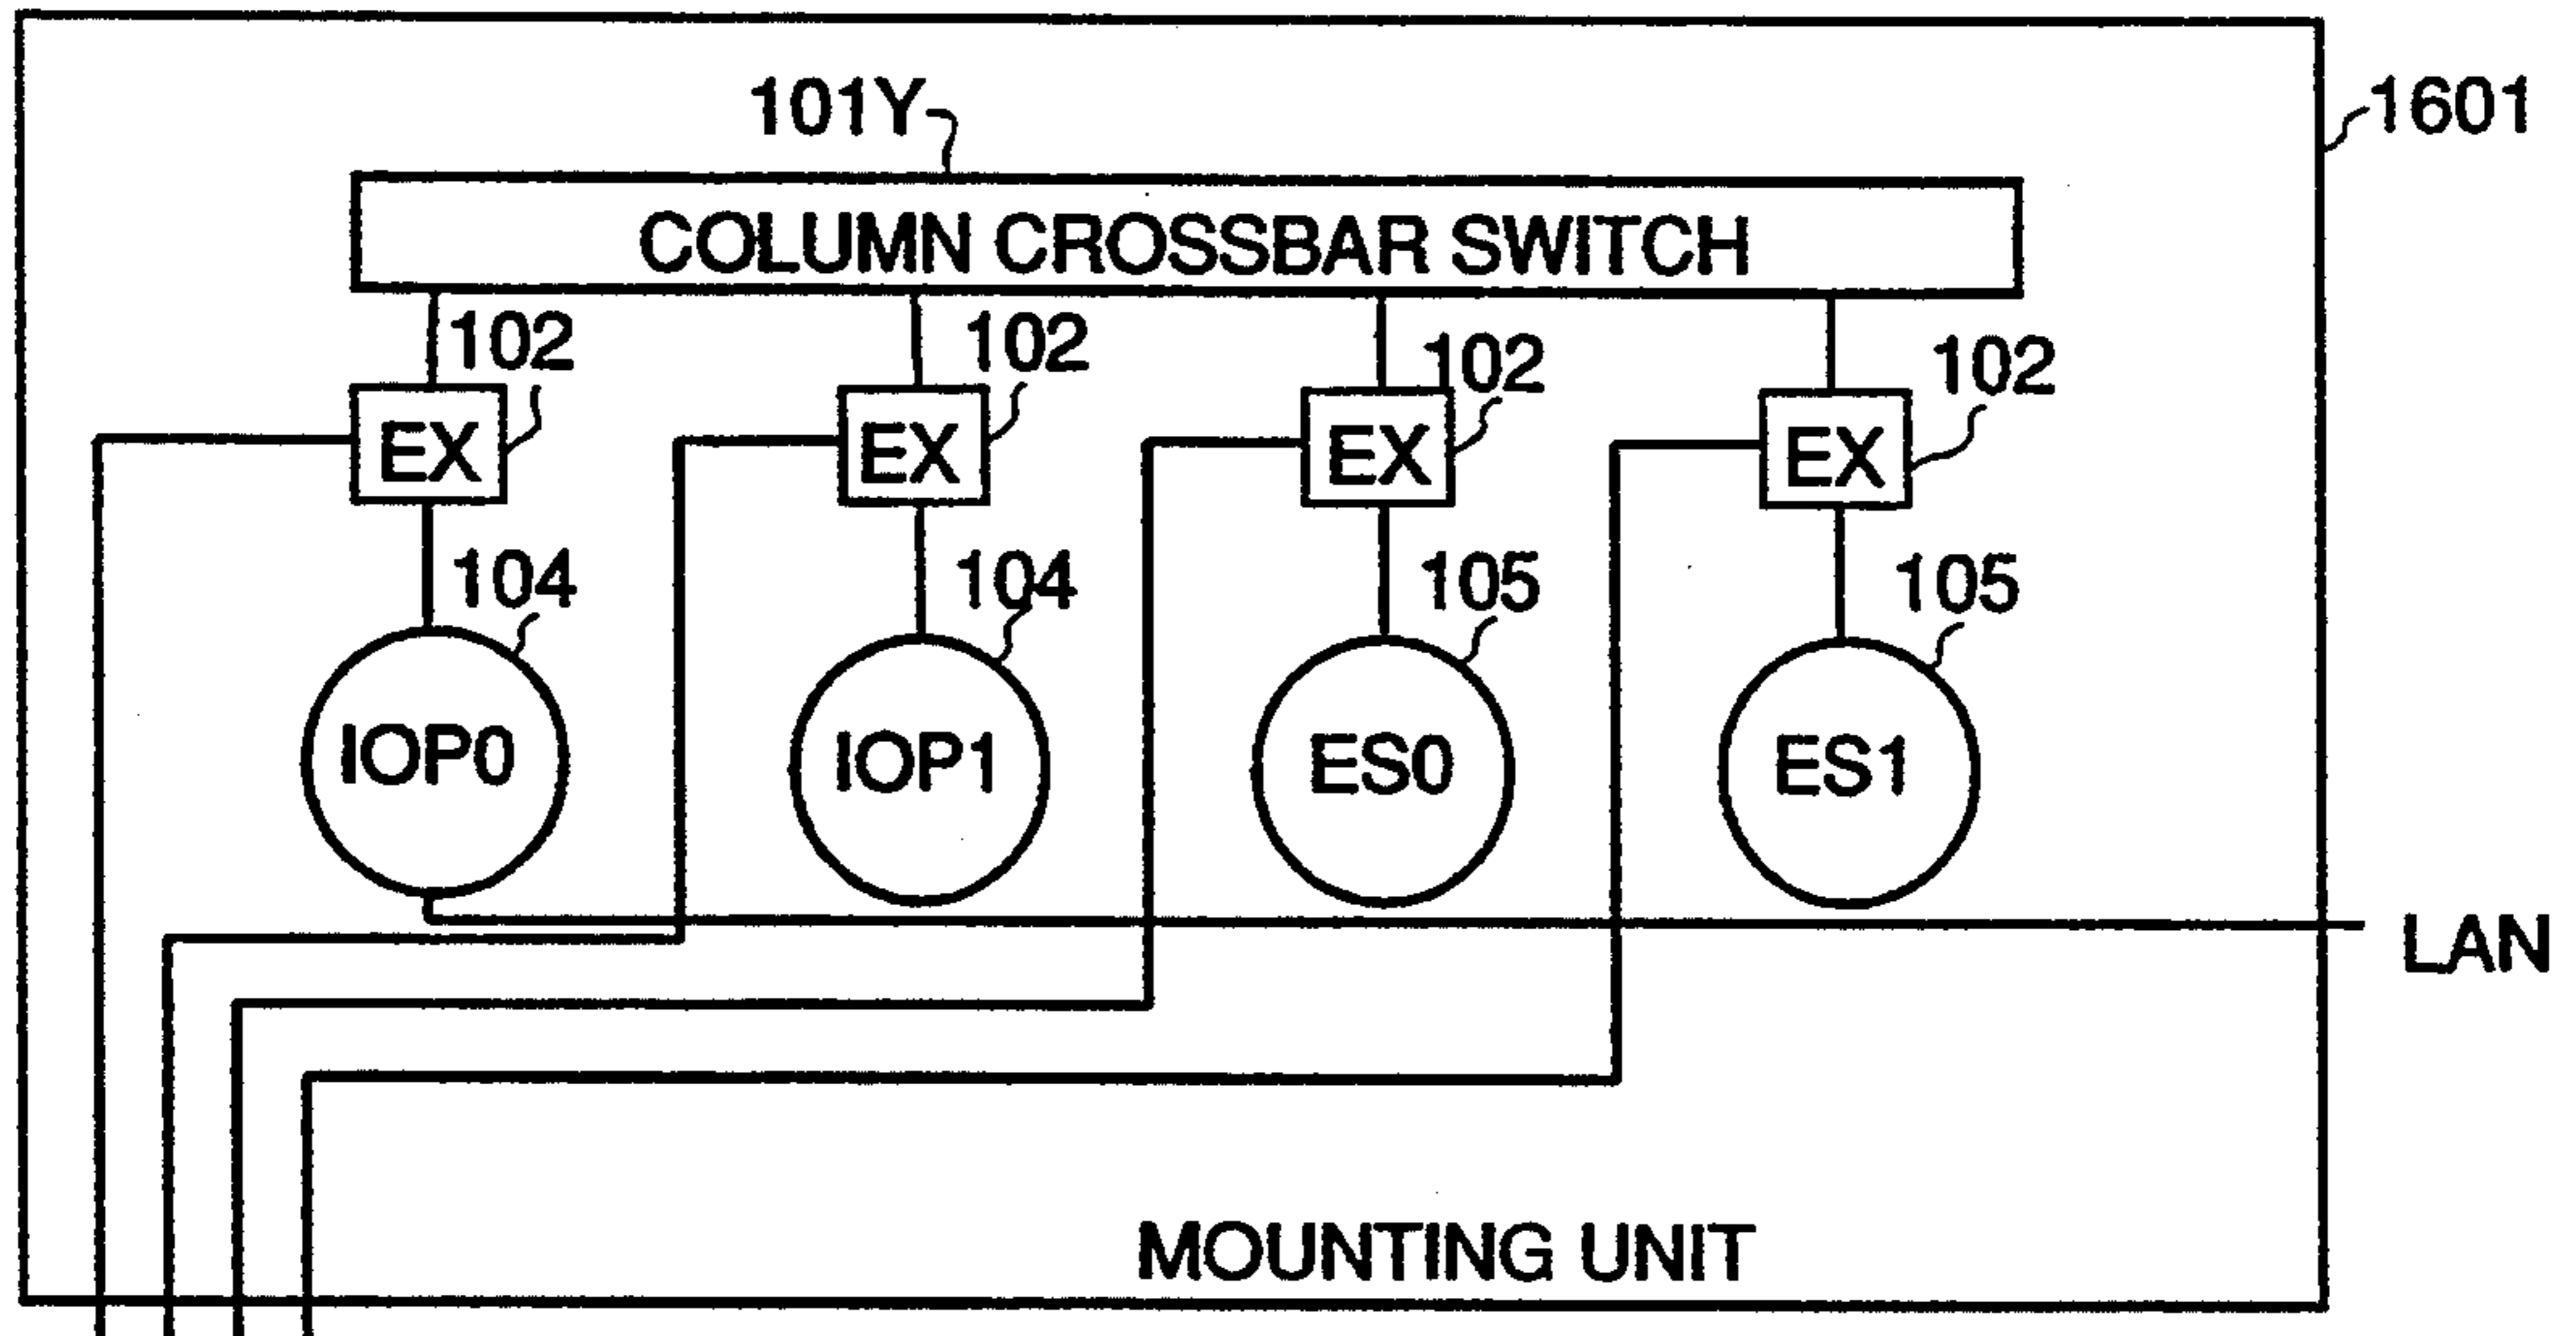 101Y
1601
COLUMN CROSSBAR SWITCH
102 102 102 102
EX EX EX EX
104 104 105 105
IOP0 IOP1 ES0 ES1
LAN
MOUNTING UNIT